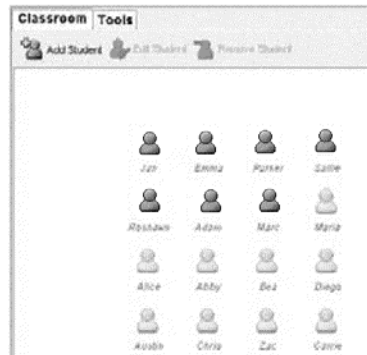 Classroom Tools
Add Student Edit Student Remove Student
Jan Emma Parker Sallie
Roshawn Adam Marc Maria
Alice Abby Bea Diego
Austin Chris Zac Carrie